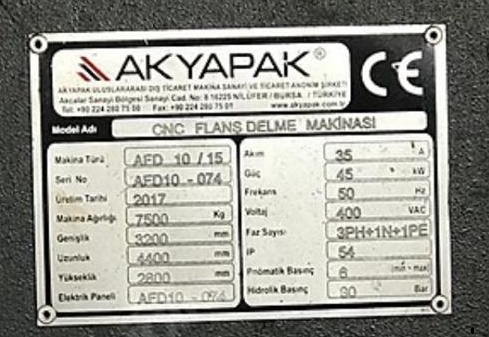 AKYAPAK®
AKYAPAK ULUSLARARASI DIŞ TİCARET MAKİNA SANAYİ VE TİCARET ANONİM ŞİRKETİ
Akçalar Sanayi Bölgesi Sanayi Cad. No: 8 16225 NİLÜFER / BURSA / TÜRKİYE
Tel: +90 224 280 75 00 Fax: +90 224 280 75 01 www.akyapak.com.tr
CE
Model Adı CNC FLANŞ DELME MAKİNASI
Makina Türü AFD 10 / 15
Seri No AFD10 - 074
Üretim Tarihi 2017
Makina Ağırlığı 7500 Kg
Genişlik 3200 mm
Uzunluk 4400 mm
Yükseklik 2800 mm
Elektrik Paneli AFD10 - 074
Akım 35 A
Güç 45 kW
Frekans 50 Hz
Voltaj 400 VAC
Faz Sayısı 3PH+1N+1PE
IP 54
Pnömatik Basınç 6 (min - max)
Hidrolik Basınç 90 Bar